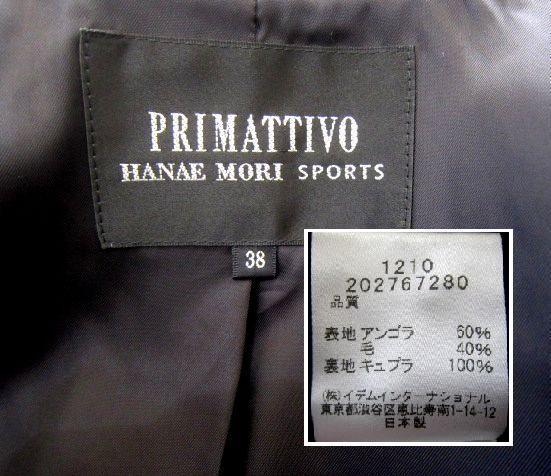 PRIMATTIVO
HANAE MORI SPORTS
38
1210
202767280
品質
表地 アンゴラ 60%
毛 40%
裏地 キュプラ 100%
(株)イデムインターナショナル
東京都渋谷区恵比寿南1-14-12
日本製